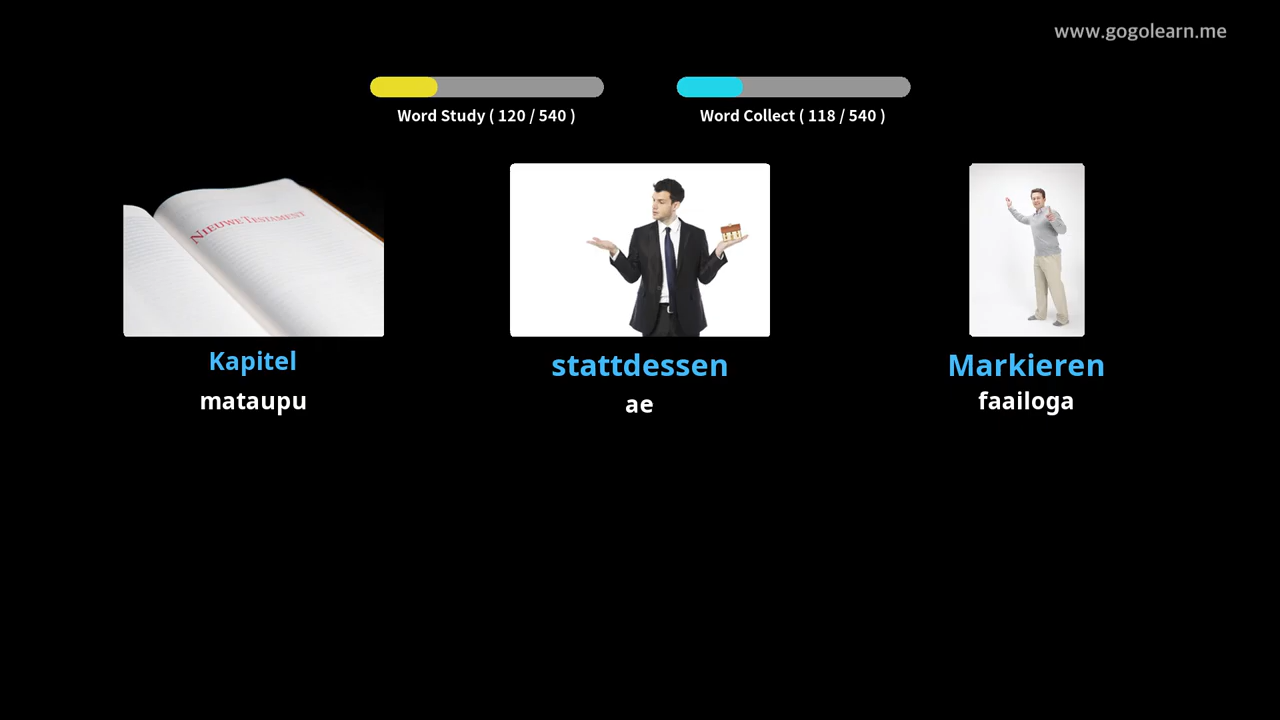 www.gogolearn.me
Word Study ( 120 / 540 )
Word Collect ( 118 / 540 )
NIEUWE TESTAMENT
Kapitel
mataupu
stattdessen
ae
Markieren
faailoga